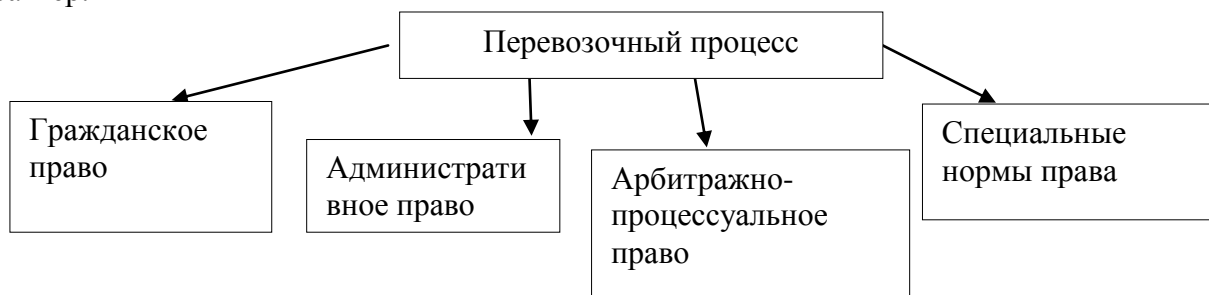 Перевозочный процесс
Гражданское
право
Администрати
вное право
Арбитражно-
процессуальное
право
Специальные
нормы права